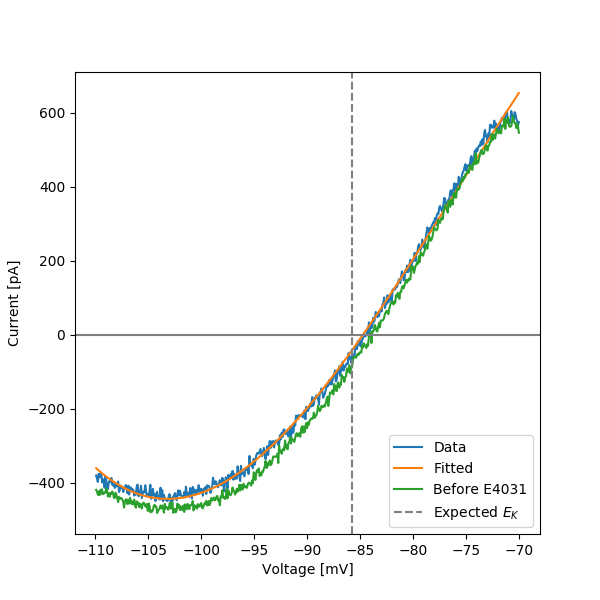 600
400
200
0
−200
−400
Current [pA]
−110
−105
−100
−95
−90
−85
−80
−75
−70
Voltage [mV]
Data
Fitted
Before E4031
Expected E_K